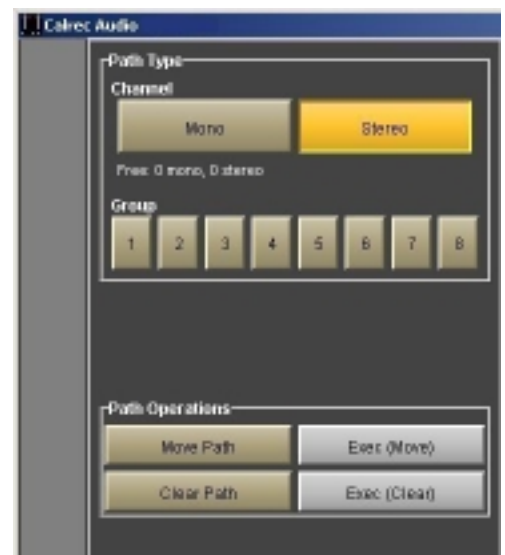 Calrec Audio
Path Type
Channel
Mono Stereo
Free: 0 mono, 0 stereo
Group
1 2 3 4 5 6 7 8
Path Operations
Move Path Exec (Move)
Clear Path Exec (Clear)